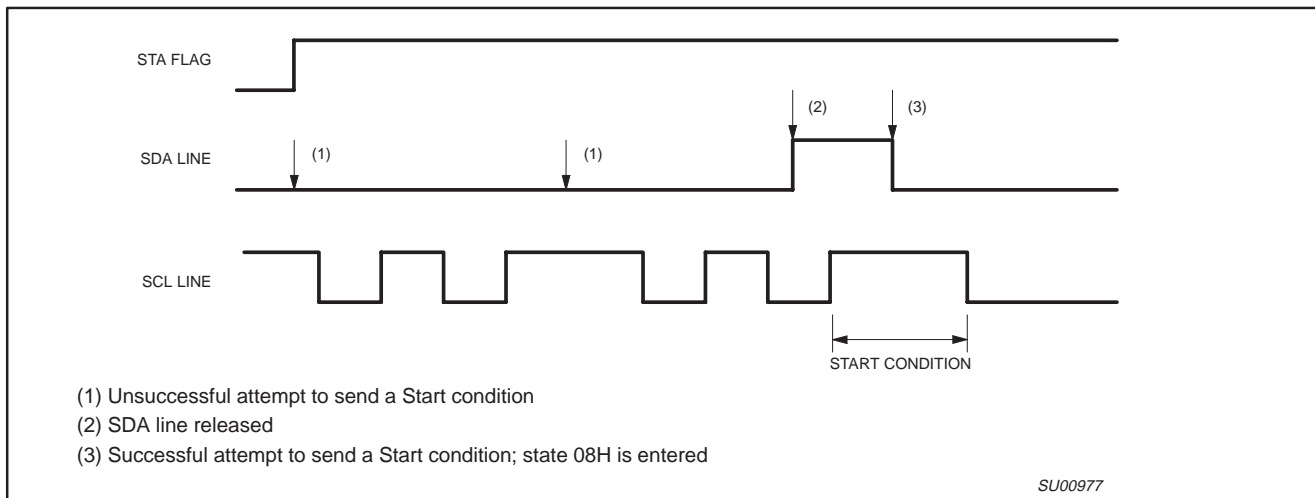 STA FLAG
(2)
(3)
SDA LINE
(1)
(1)
SCL LINE
START CONDITION
(1) Unsuccessful attempt to send a Start condition
(2) SDA line released
(3) Successful attempt to send a Start condition; state 08H is entered
SU00977